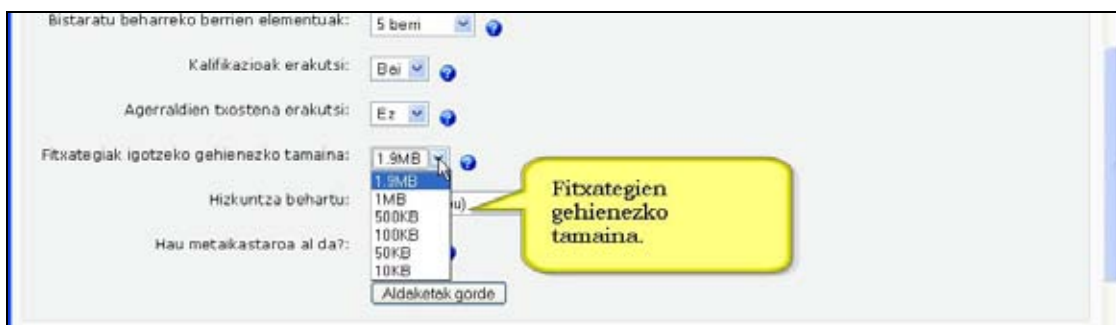 Bistaratu beharreko berrien elementuak: 5 berri
Kalifikazioak erakutsi: Bai
Agerraldien txostena erakutsi: Ez
Fitxategiak igotzeko gehienezko tamaina: 1.9MB
1.9MB
Hizkuntza behartu: 1MB
500KB
100KB
Hau metaikastaroa al da?:
50KB
10KB
Fitxategien
gehienezko
tamaina.
Aldaketak gorde